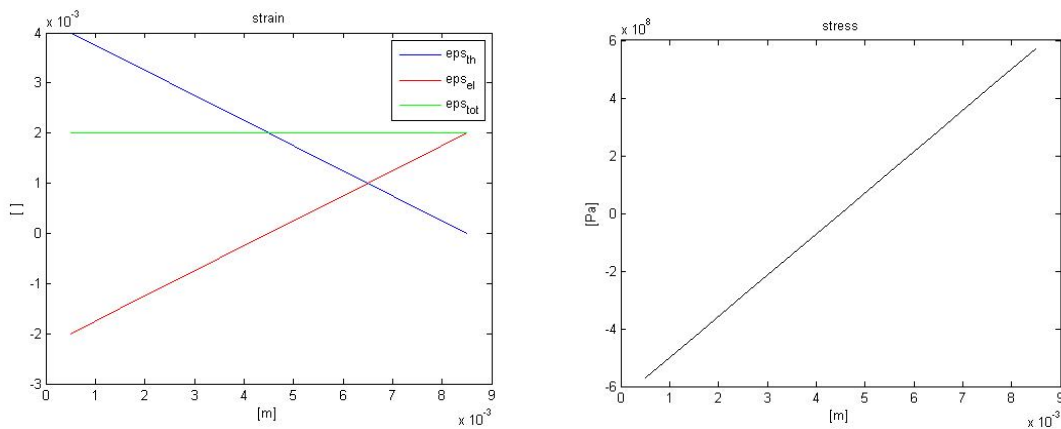 strain
x 10^-3
4
3
2
1
0
-1
-2
-3
[ ]
eps_th
eps_el
eps_tot
0 1 2 3 4 5 6 7 8 9
[m]
x 10^-3
stress
x 10^8
6
4
2
0
-2
-4
-6
[Pa]
0 1 2 3 4 5 6 7 8 9
[m]
x 10^-3